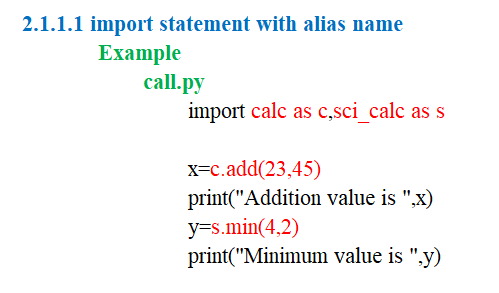 2.1.1.1 import statement with alias name
Example
call.py
import calc as c,sci_calc as s
x=c.add(23,45)
print("Addition value is ",x)
y=s.min(4,2)
print("Minimum value is ",y)